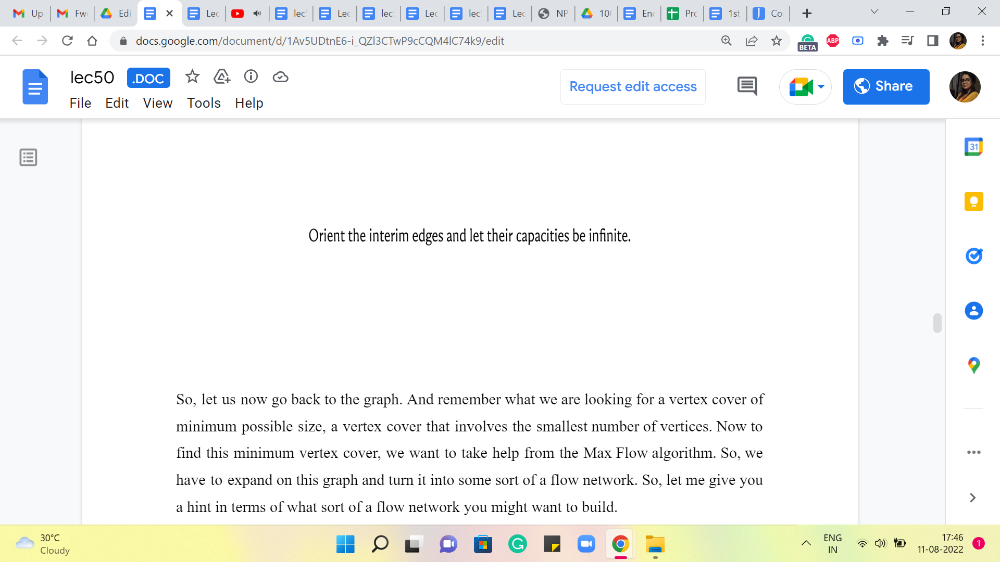 Up
Fw
Edi
Lec
lec
Lec
lec
Lec
lec
Lec
NP
10
En
Pro
1st
Co
docs.google.com/document/d/1Av5UDtnE6-i_QZl3CTwP9cCQM4lC74k9/edit
BETA
ABP
lec50
.DOC
File Edit View Tools Help
Request edit access
Share
31
Orient the interim edges and let their capacities be infinite.
So, let us now go back to the graph. And remember what we are looking for a vertex cover of
minimum possible size, a vertex cover that involves the smallest number of vertices. Now to
find this minimum vertex cover, we want to take help from the Max Flow algorithm. So, we
have to expand on this graph and turn it into some sort of a flow network. So, let me give you
a hint in terms of what sort of a flow network you might want to build.
30°C
Cloudy
ENG
IN
17:46
11-08-2022
1